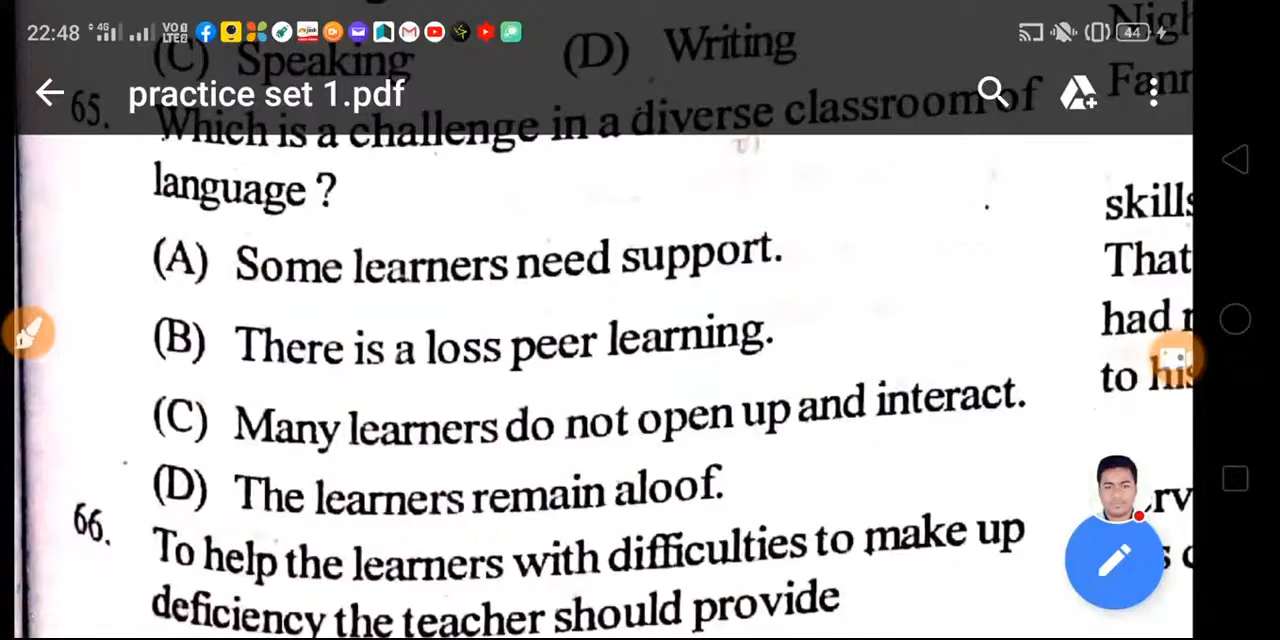 22:48
VO LTE2
44
(C) Speaking (D) Writing
practice set 1.pdf
65. Which is a challenge in a diverse classroom of
language ?
(A) Some learners need support.
(B) There is a loss peer learning.
(C) Many learners do not open up and interact.
(D) The learners remain aloof.
66. To help the learners with difficulties to make up
deficiency the teacher should provide
skills
That
had
to his